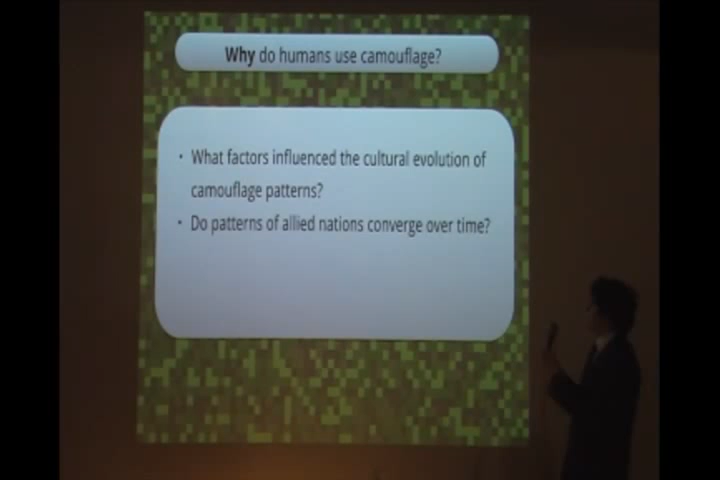 Why do humans use camouflage?
• What factors influenced the cultural evolution of
camouflage patterns?
• Do patterns of allied nations converge over time?